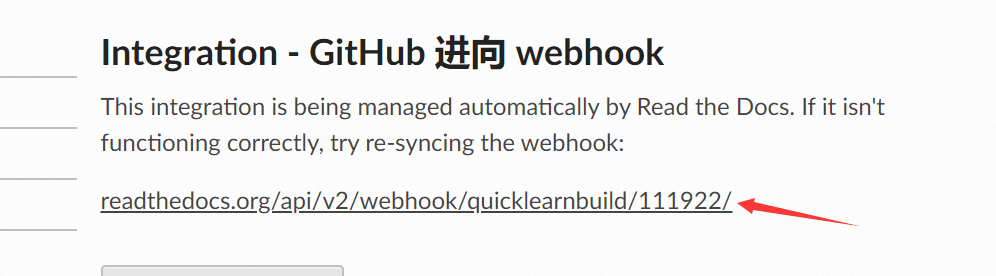 Integration - GitHub 进向 webhook
This integration is being managed automatically by Read the Docs. If it isn't
functioning correctly, try re-syncing the webhook:
readthedocs.org/api/v2/webhook/quicklearnbuild/111922/